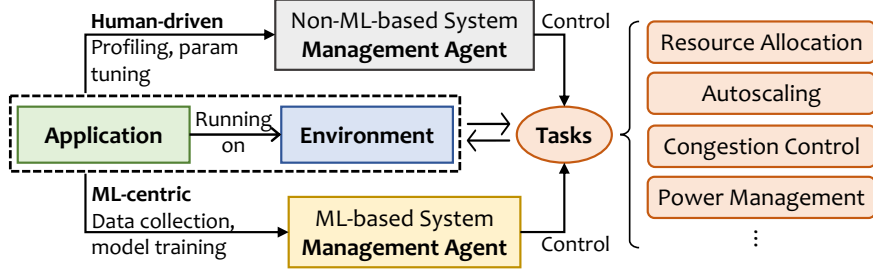 Human-driven
Profiling, param
tuning
Non-ML-based System
Management Agent
Control
Application
Running
on
Environment
Tasks
ML-centric
Data collection,
model training
ML-based System
Management Agent
Control
Resource Allocation
Autoscaling
Congestion Control
Power Management
...